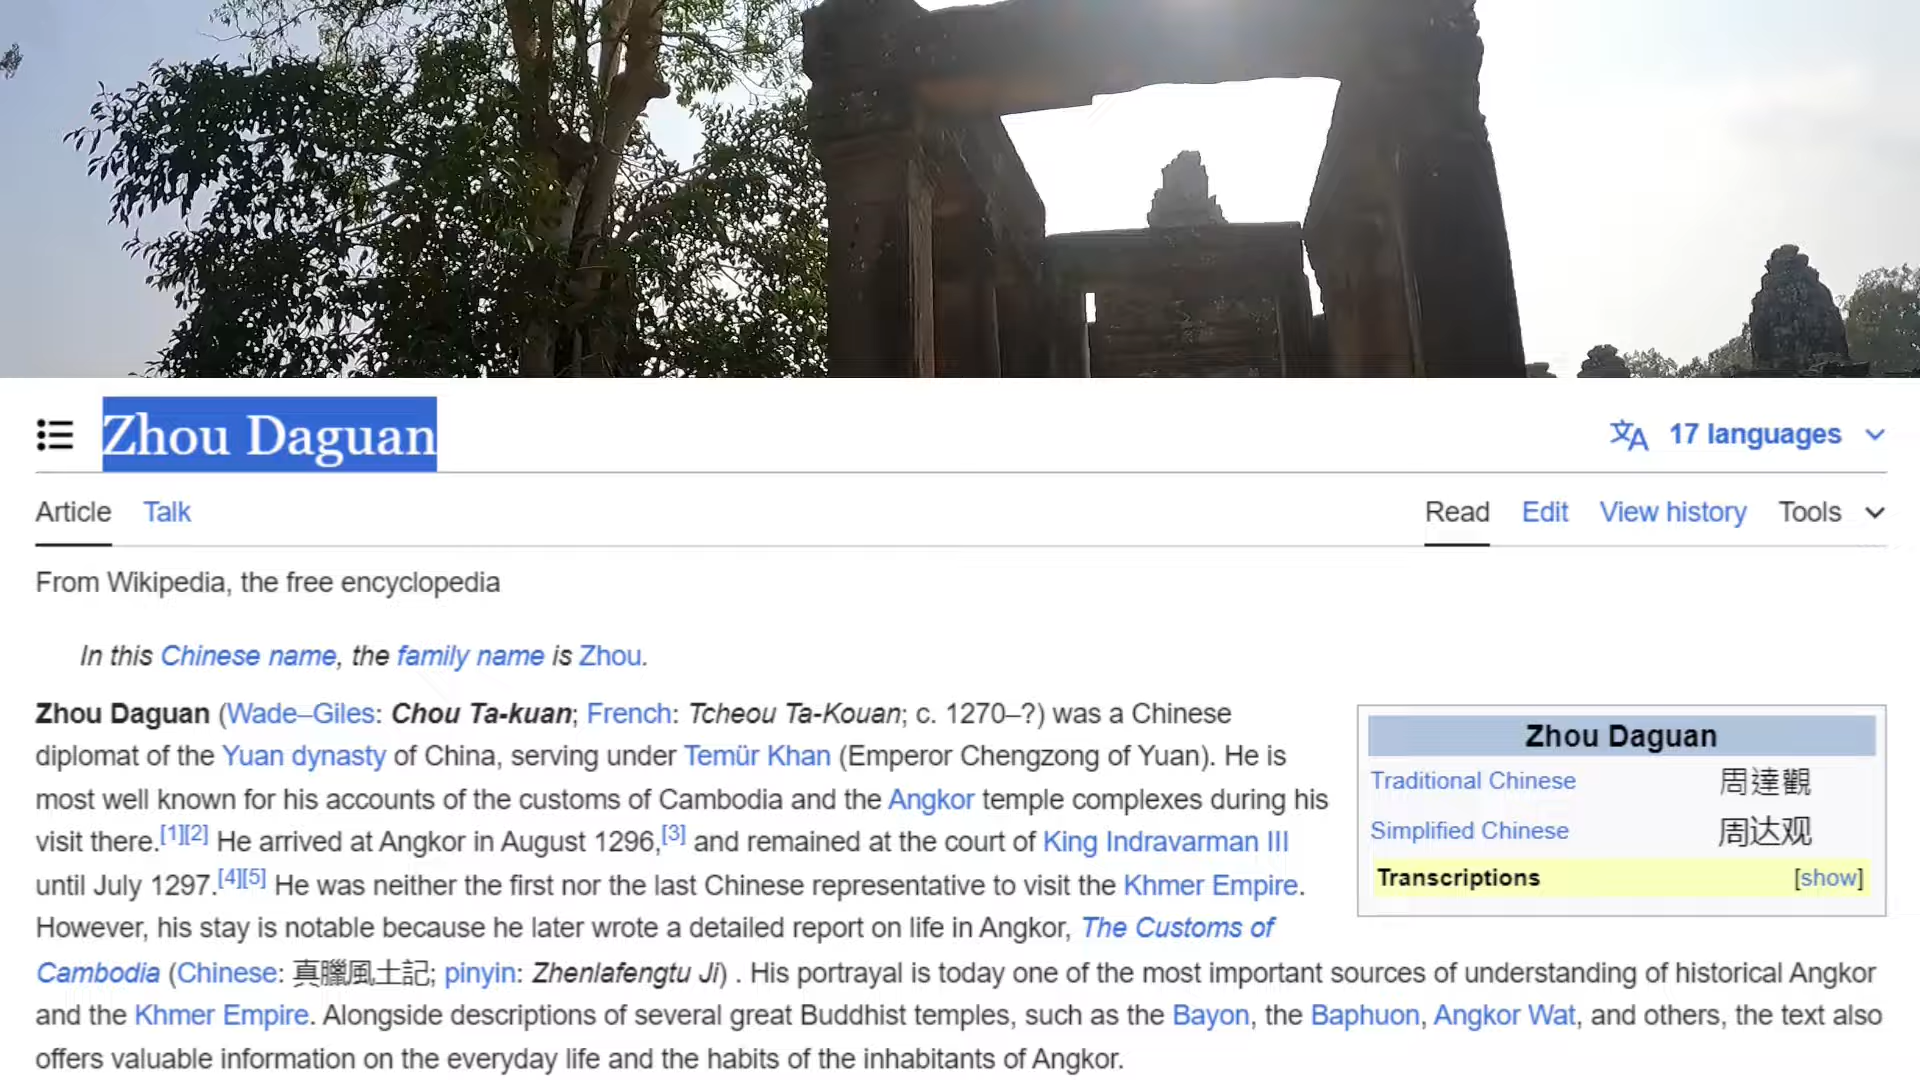 Zhou Daguan
17 languages
Article Talk
Read Edit View history Tools
From Wikipedia, the free encyclopedia
In this Chinese name, the family name is Zhou.
Zhou Daguan (Wade–Giles: Chou Ta-kuan; French: Tcheou Ta-Kouan; c. 1270–?) was a Chinese
diplomat of the Yuan dynasty of China, serving under Temür Khan (Emperor Chengzong of Yuan). He is
most well known for his accounts of the customs of Cambodia and the Angkor temple complexes during his
visit there.[1][2] He arrived at Angkor in August 1296,[3] and remained at the court of King Indravarman III
until July 1297.[4][5] He was neither the first nor the last Chinese representative to visit the Khmer Empire.
However, his stay is notable because he later wrote a detailed report on life in Angkor, The Customs of
Cambodia (Chinese: 真臘風土記; pinyin: Zhenlafengtu Ji) . His portrayal is today one of the most important sources of understanding of historical Angkor
and the Khmer Empire. Alongside descriptions of several great Buddhist temples, such as the Bayon, the Baphuon, Angkor Wat, and others, the text also
offers valuable information on the everyday life and the habits of the inhabitants of Angkor.
Zhou Daguan
Traditional Chinese 周達觀
Simplified Chinese 周达观
Transcriptions [show]